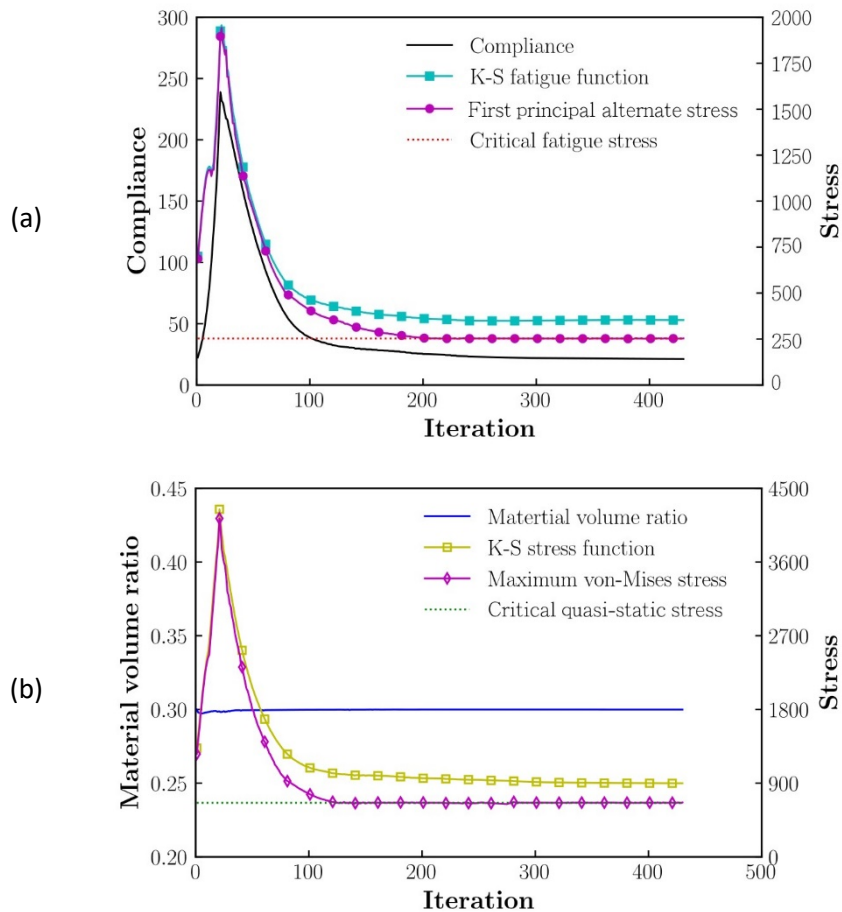 (a)
Compliance
300
250
200
150
100
50
0
Compliance
K-S fatigue function
First principal alternate stress
Critical fatigue stress
2000
1750
1500
1250
1000
750
500
250
0
Stress
0
100
200
300
400
500
Iteration
(b)
Material volume ratio
0.45
0.40
0.35
0.30
0.25
0.20
Matertial volume ratio
K-S stress function
Maximum von-Mises stress
Critical quasi-static stress
4500
3600
2700
1800
900
0
Stress
0
100
200
300
400
500
Iteration